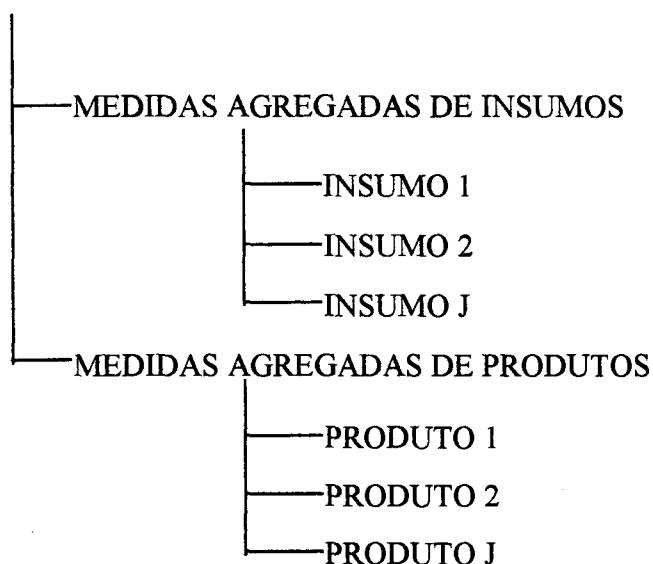 MEDIDAS AGREGADAS DE INSUMOS
INSUMO 1
INSUMO 2
INSUMO J
MEDIDAS AGREGADAS DE PRODUTOS
PRODUTO 1
PRODUTO 2
PRODUTO J